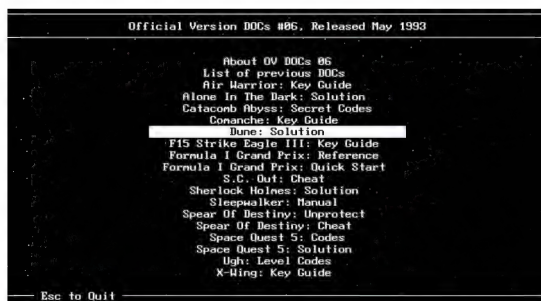 Official Version DOCs #06, Released May 1993
About OV DOCs 06
List of previous DOCs
Air Warrior: Key Guide
Alone In The Dark: Solution
Catacomb Abyss: Secret Codes
Comanche: Key Guide
Dune: Solution
F15 Strike Eagle III: Key Guide
Formula I Grand Prix: Reference
Formula I Grand Prix: Quick Start
S.C. Out: Cheat
Sherlock Holmes: Solution
Sleepwalker: Manual
Spear Of Destiny: Unprotect
Spear Of Destiny: Cheat
Space Quest 5: Codes
Space Quest 5: Solution
Ugh: Level Codes
X-Wing: Key Guide
Esc to Quit